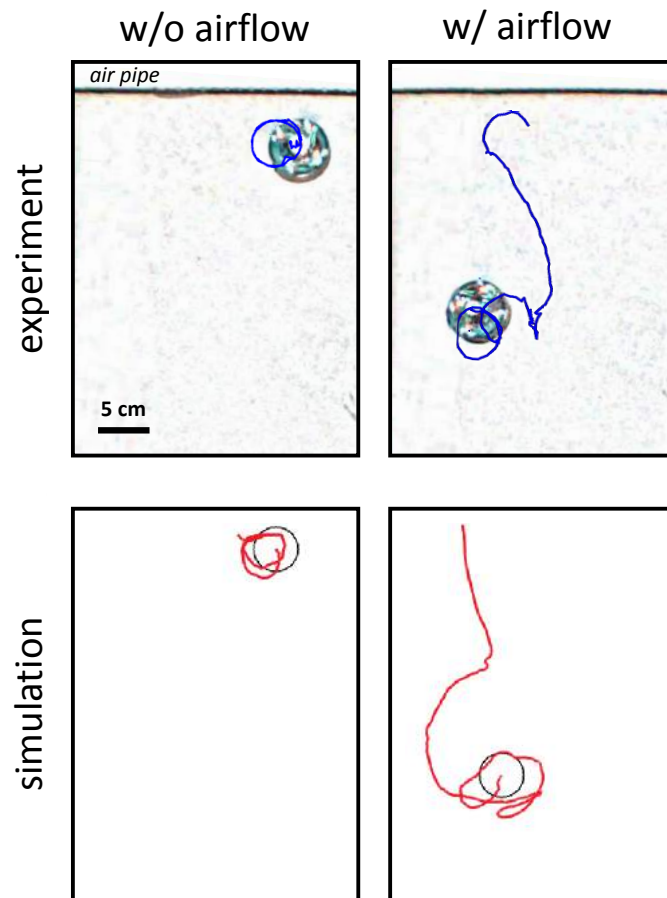 w/o airflow
w/ airflow
air pipe
experiment
5 cm
simulation